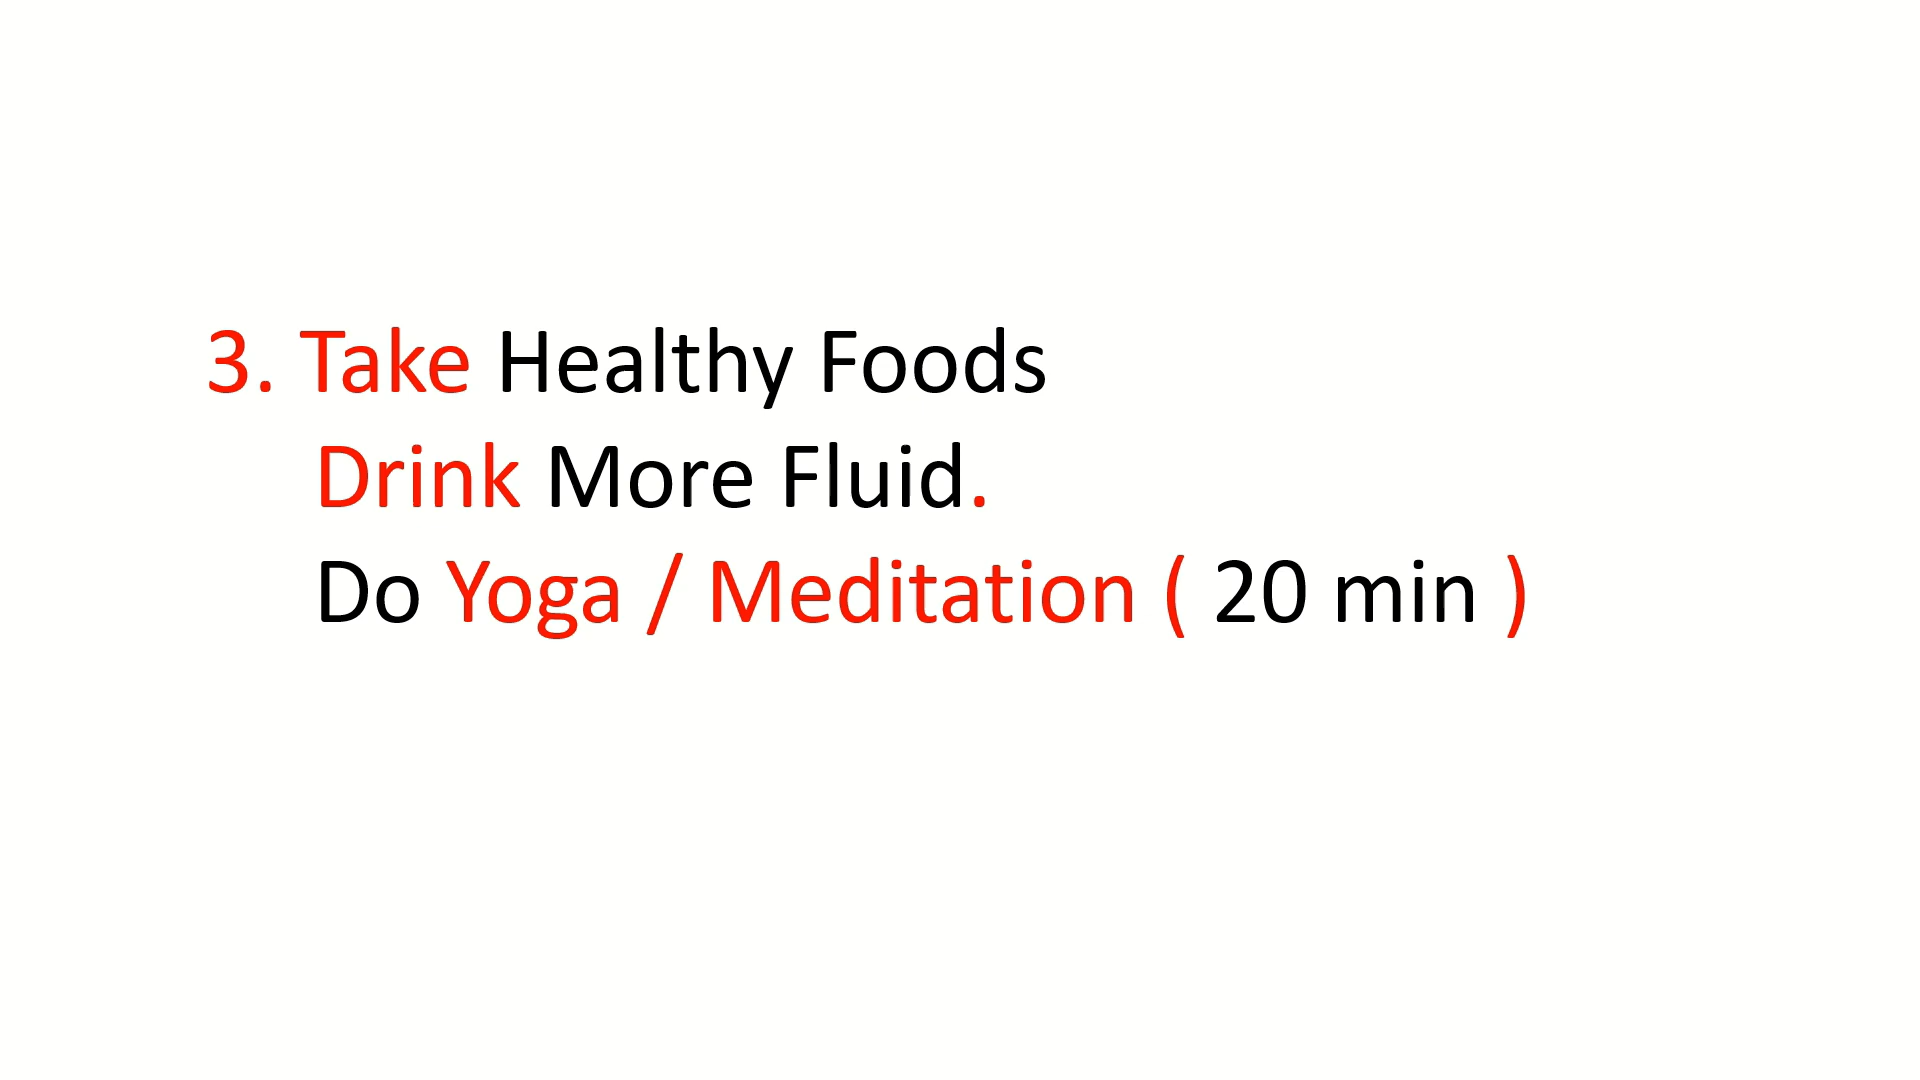 3. Take Healthy Foods
Drink More Fluid.
Do Yoga / Meditation ( 20 min )